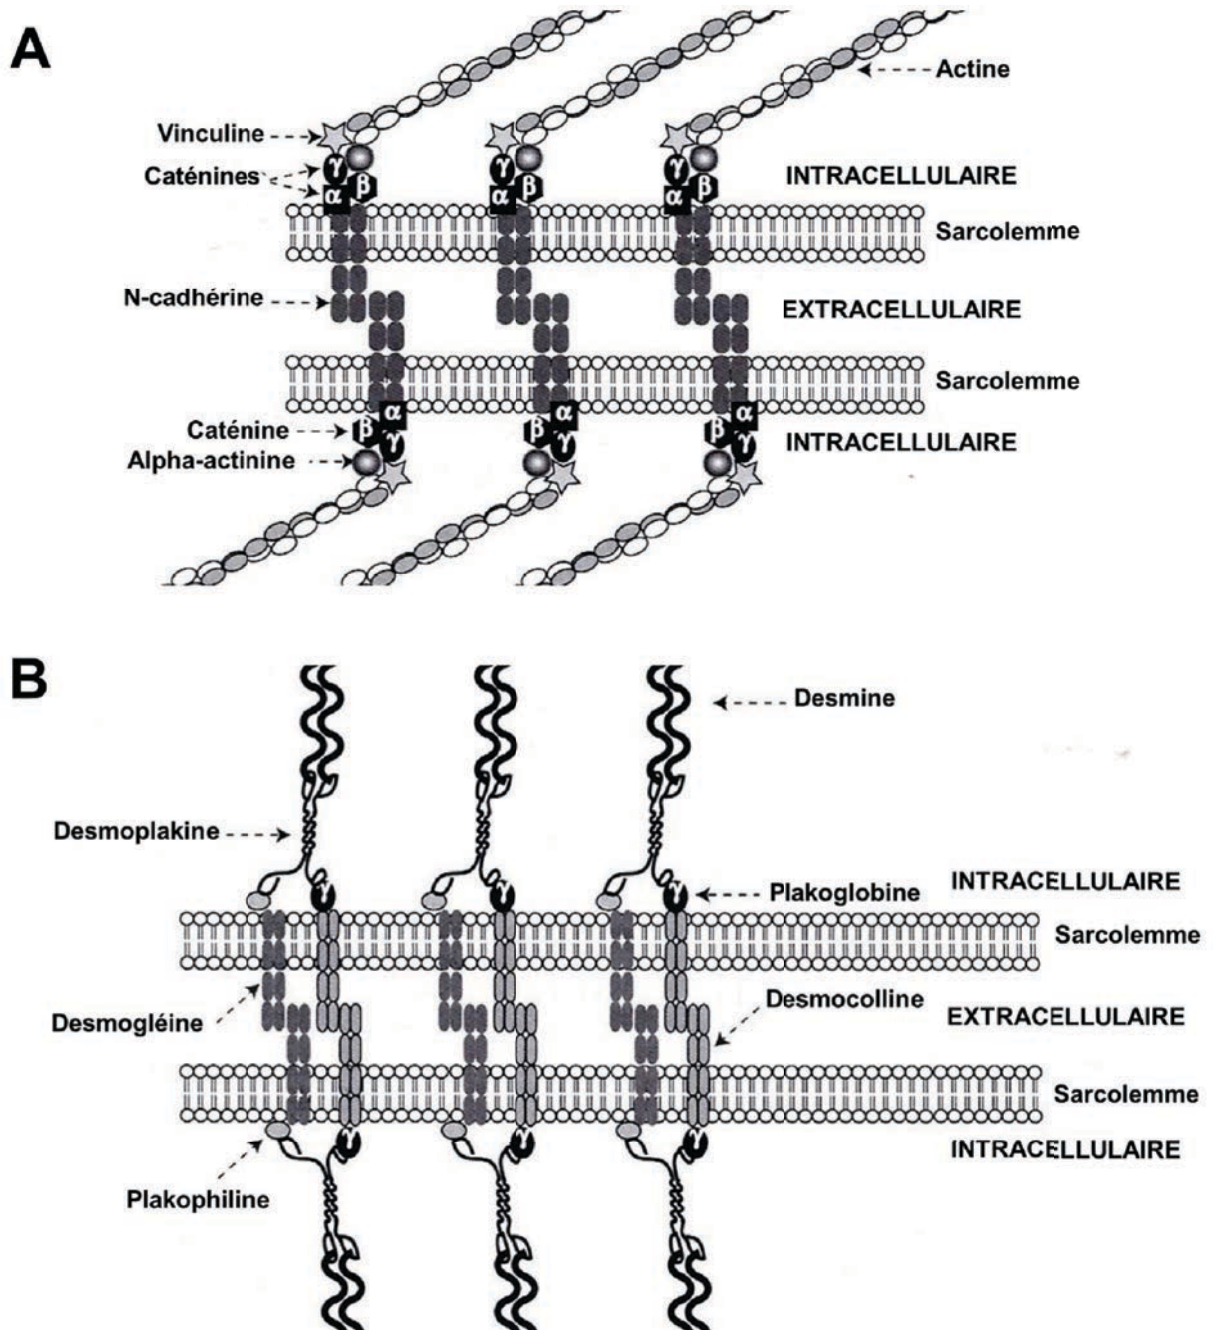 A
Actine
Vinculine
Caténines
γ
γ
γ
β
β
β
α
α
α
INTRACELLULAIRE
Sarcolemme
N-cadhérine
EXTRACELLULAIRE
Sarcolemme
α
α
α
Caténine
β
β
β
γ
γ
γ
INTRACELLULAIRE
Alpha-actinine
B
Desmine
Desmoplakine
γ
γ
γ
Plakoglobine
INTRACELLULAIRE
Sarcolemme
Desmocolline
Desmogléine
EXTRACELLULAIRE
Sarcolemme
γ
γ
γ
INTRACELLULAIRE
Plakophiline